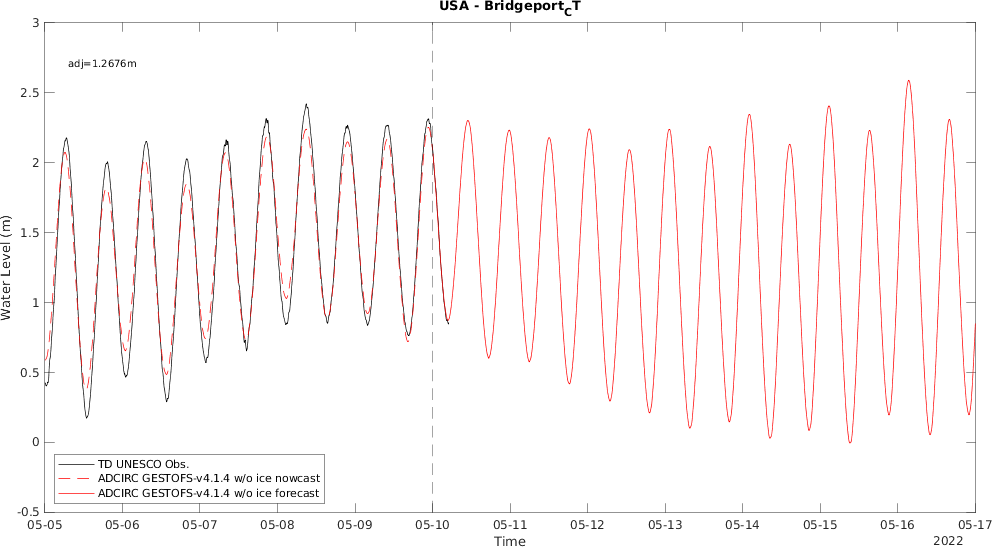 USA - Bridgeport_CT
adj=1.2676m
3
2.5
2
1.5
1
0.5
0
-0.5
Water Level (m)
TD UNESCO Obs.
ADCIRC GESTOFS-v4.1.4 w/o ice nowcast
ADCIRC GESTOFS-v4.1.4 w/o ice forecast
05-05 05-06 05-07 05-08 05-09 05-10 05-11 05-12 05-13 05-14 05-15 05-16 05-17
Time
2022